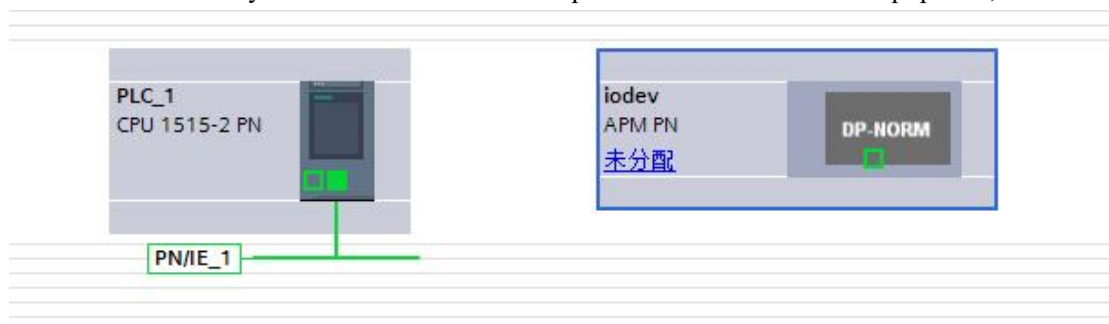 PLC_1
CPU 1515-2 PN
iodev
APM PN
未分配
DP-NORM
PN/IE_1